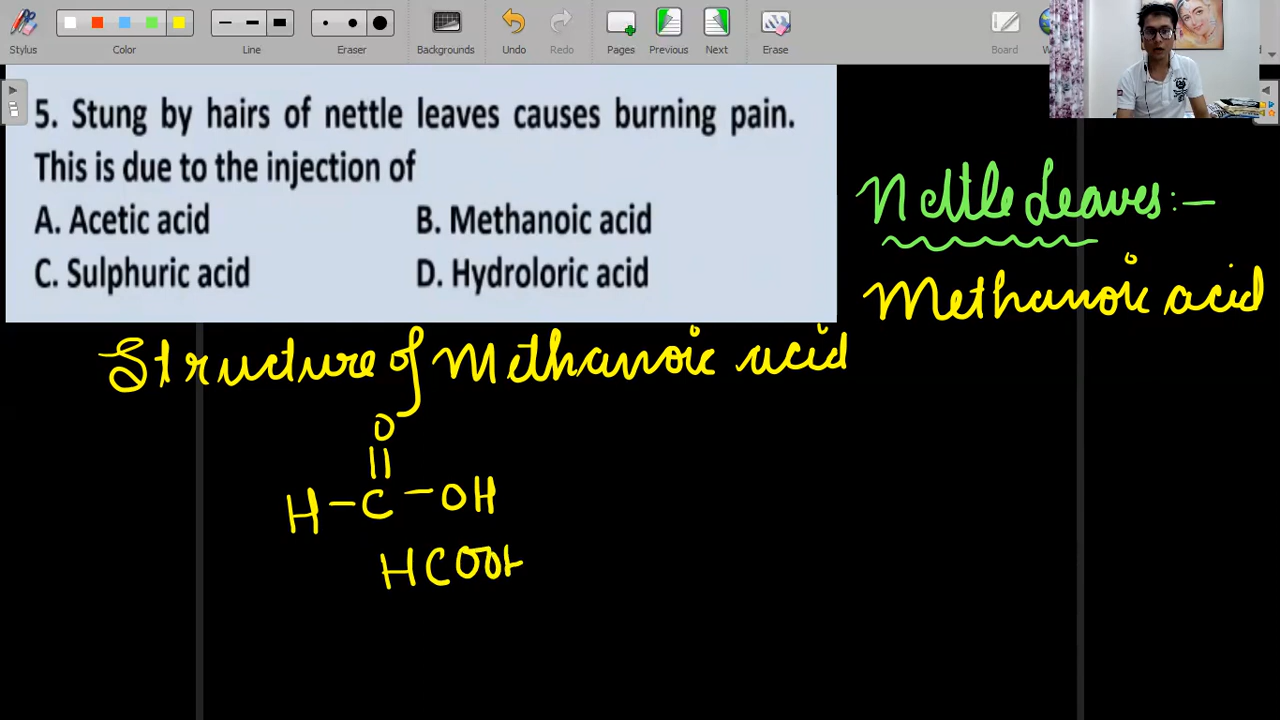 Stylus
Color
Line
Eraser
Backgrounds
Undo
Redo
Pages
Previous
Next
Erase
Board
5. Stung by hairs of nettle leaves causes burning pain.
This is due to the injection of
A. Acetic acid B. Methanoic acid
C. Sulphuric acid D. Hydroloric acid
Nettle Leaves:-
Methanoic acid
Structure of Methanoic acid
O
H-C-OH
HCOOH